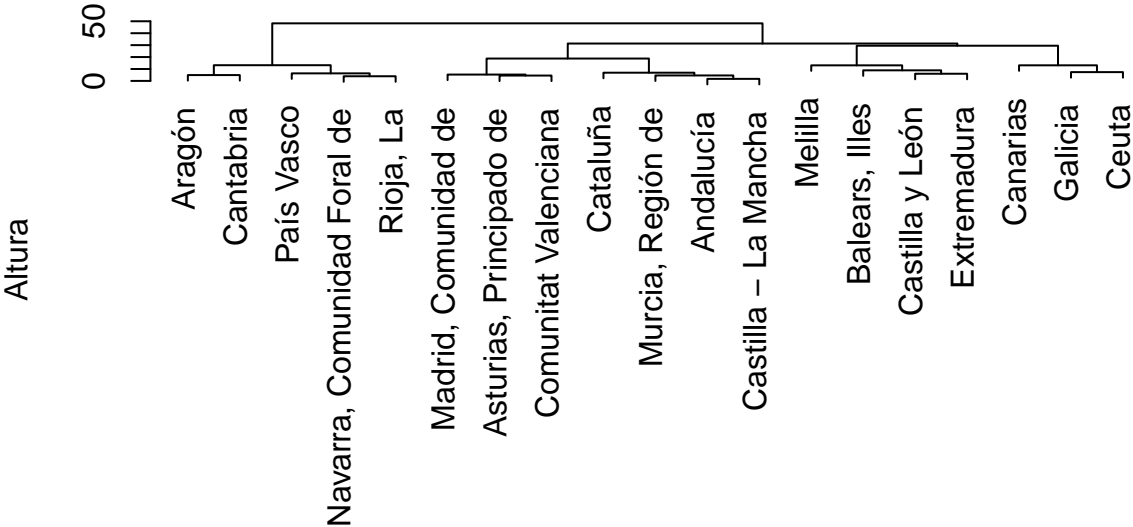 Altura
50
0
Aragón
Cantabria
País Vasco
Navarra, Comunidad Foral de
Rioja, La
Madrid, Comunidad de
Asturias, Principado de
Comunitat Valenciana
Cataluña
Murcia, Región de
Andalucía
Castilla – La Mancha
Melilla
Balears, Illes
Castilla y León
Extremadura
Canarias
Galicia
Ceuta